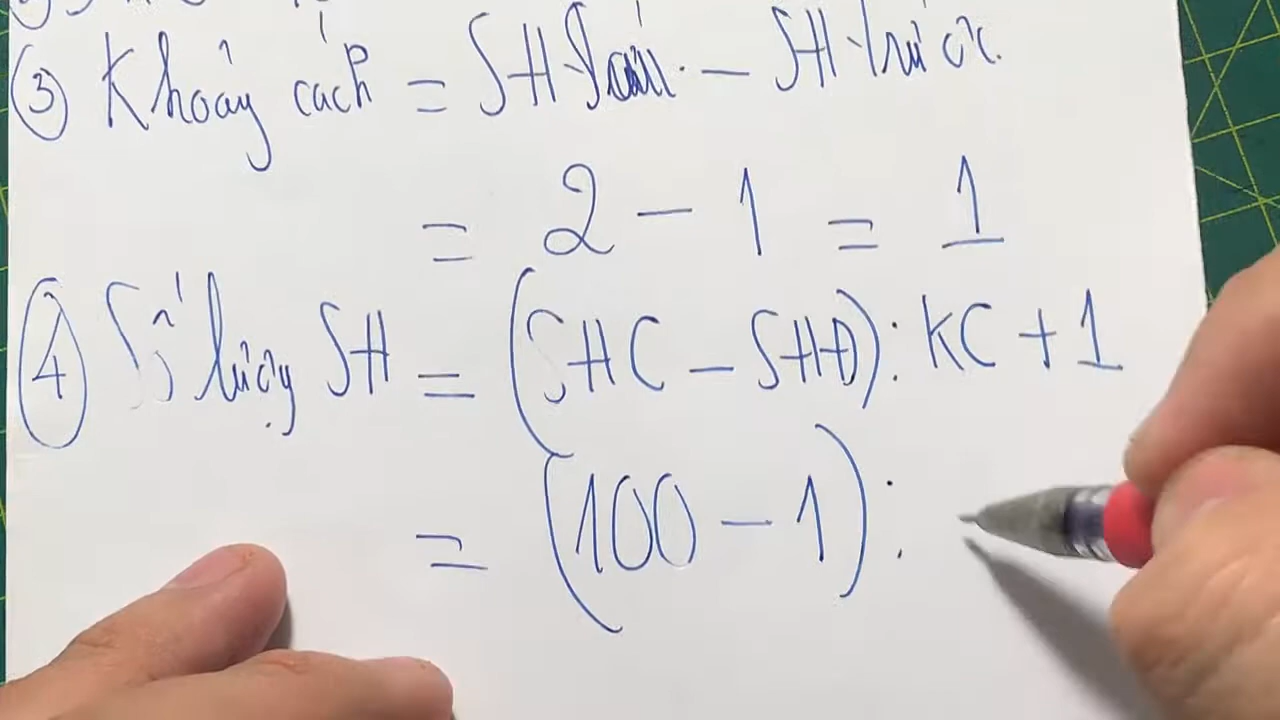 ③ Khoảng cách = SH sau - SH trước
= 2 - 1 = 1
④ Số lượng SH = (SHC - SHĐ) : KC + 1
= (100 - 1) :